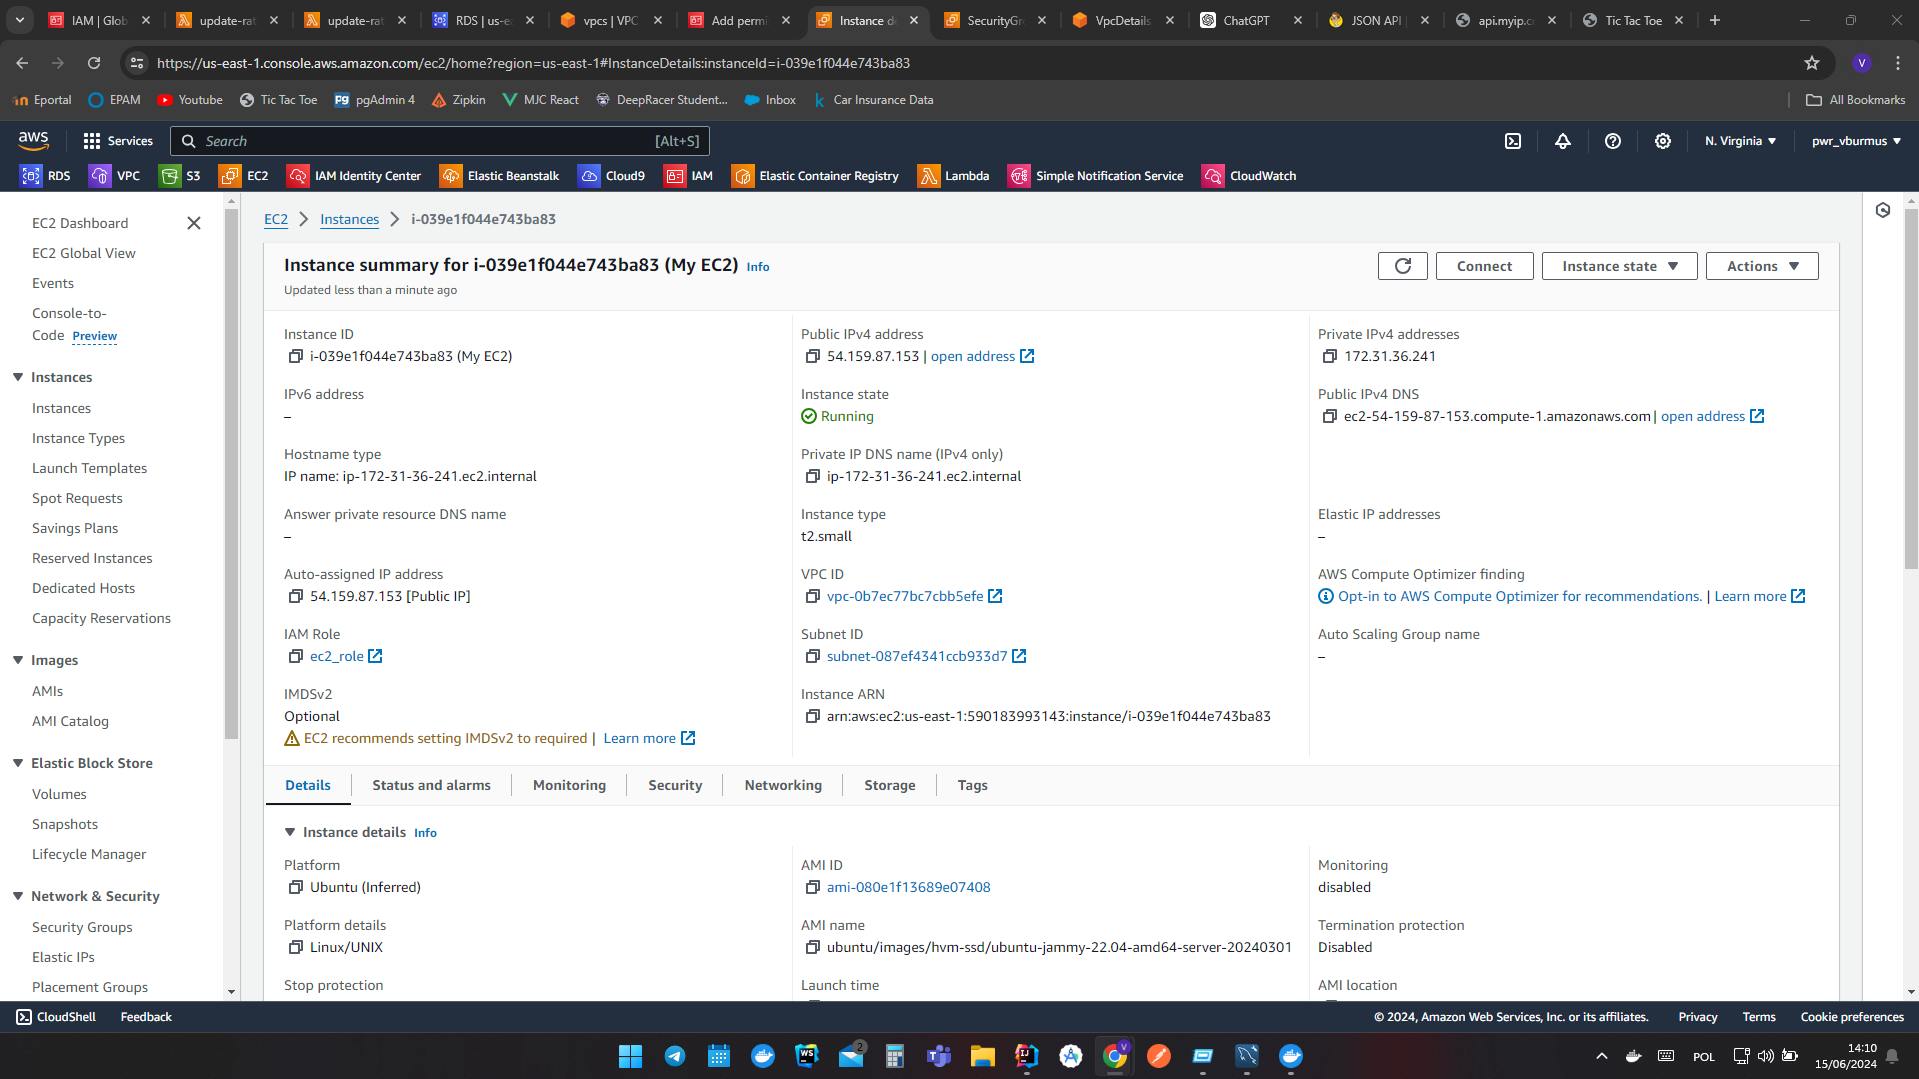 IAM | Glob
update-rat
update-rat
RDS | us-ea
vpcs | VPC
Add permi
Instance de
SecurityGro
VpcDetails
ChatGPT
JSON API
api.myip.c
Tic Tac Toe
https://us-east-1.console.aws.amazon.com/ec2/home?region=us-east-1#InstanceDetails:instanceId=i-039e1f044e743ba83
V
Eportal
EPAM
Youtube
Tic Tac Toe
pgAdmin 4
Zipkin
MJC React
DeepRacer Student...
Inbox
Car Insurance Data
All Bookmarks
aws
Services
Search
[Alt+S]
N. Virginia
pwr_vburmus
RDS
VPC
S3
EC2
IAM Identity Center
Elastic Beanstalk
Cloud9
IAM
Elastic Container Registry
Lambda
Simple Notification Service
CloudWatch
EC2 Dashboard
EC2 Global View
Events
Console-to-
Code Preview
Instances
Instances
Instance Types
Launch Templates
Spot Requests
Savings Plans
Reserved Instances
Dedicated Hosts
Capacity Reservations
Images
AMIs
AMI Catalog
Elastic Block Store
Volumes
Snapshots
Lifecycle Manager
Network & Security
Security Groups
Elastic IPs
Placement Groups
EC2
Instances
i-039e1f044e743ba83
Instance summary for i-039e1f044e743ba83 (My EC2) Info
Updated less than a minute ago
Connect
Instance state
Actions
Instance ID
i-039e1f044e743ba83 (My EC2)
Public IPv4 address
54.159.87.153 | open address
Private IPv4 addresses
172.31.36.241
IPv6 address
–
Instance state
Running
Public IPv4 DNS
ec2-54-159-87-153.compute-1.amazonaws.com | open address
Hostname type
IP name: ip-172-31-36-241.ec2.internal
Private IP DNS name (IPv4 only)
ip-172-31-36-241.ec2.internal
Answer private resource DNS name
–
Instance type
t2.small
Elastic IP addresses
–
Auto-assigned IP address
54.159.87.153 [Public IP]
VPC ID
vpc-0b7ec77bc7cbb5efe
AWS Compute Optimizer finding
Opt-in to AWS Compute Optimizer for recommendations. | Learn more
IAM Role
ec2_role
Subnet ID
subnet-087ef4341ccb933d7
Auto Scaling Group name
–
IMDSv2
Optional
EC2 recommends setting IMDSv2 to required | Learn more
Instance ARN
arn:aws:ec2:us-east-1:590183993143:instance/i-039e1f044e743ba83
Details
Status and alarms
Monitoring
Security
Networking
Storage
Tags
Instance details Info
Platform
Ubuntu (Inferred)
AMI ID
ami-080e1f13689e07408
Monitoring
disabled
Platform details
Linux/UNIX
AMI name
ubuntu/images/hvm-ssd/ubuntu-jammy-22.04-amd64-server-20240301
Termination protection
Disabled
Stop protection
Launch time
AMI location
CloudShell
Feedback
© 2024, Amazon Web Services, Inc. or its affiliates.
Privacy
Terms
Cookie preferences
WS
2
V
POL
14:10
15/06/2024